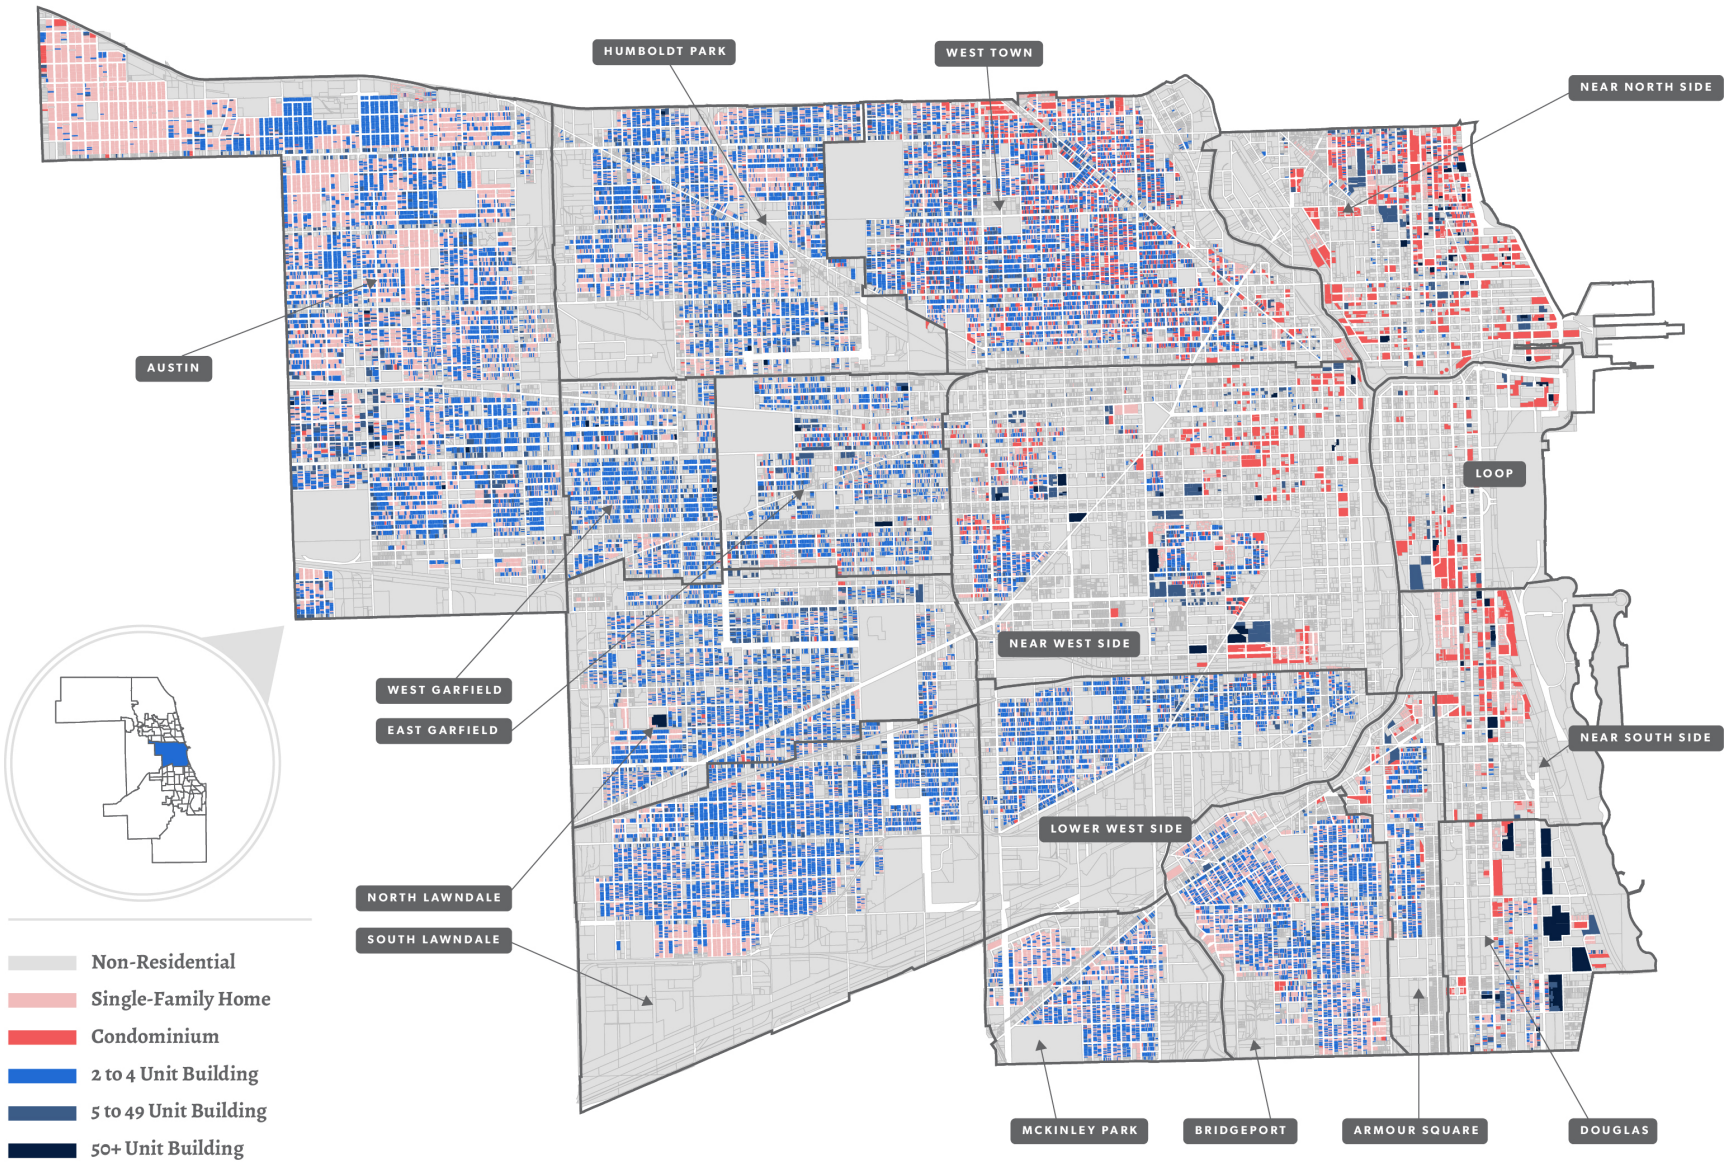 HUMBOLDT PARK
WEST TOWN
NEAR NORTH SIDE
AUSTIN
LOOP
NEAR WEST SIDE
WEST GARFIELD
EAST GARFIELD
NEAR SOUTH SIDE
LOWER WEST SIDE
NORTH LAWNDALE
SOUTH LAWNDALE
Non-Residential
Single-Family Home
Condominium
2 to 4 Unit Building
5 to 49 Unit Building
50+ Unit Building
MCKINLEY PARK
BRIDGEPORT
ARMOUR SQUARE
DOUGLAS